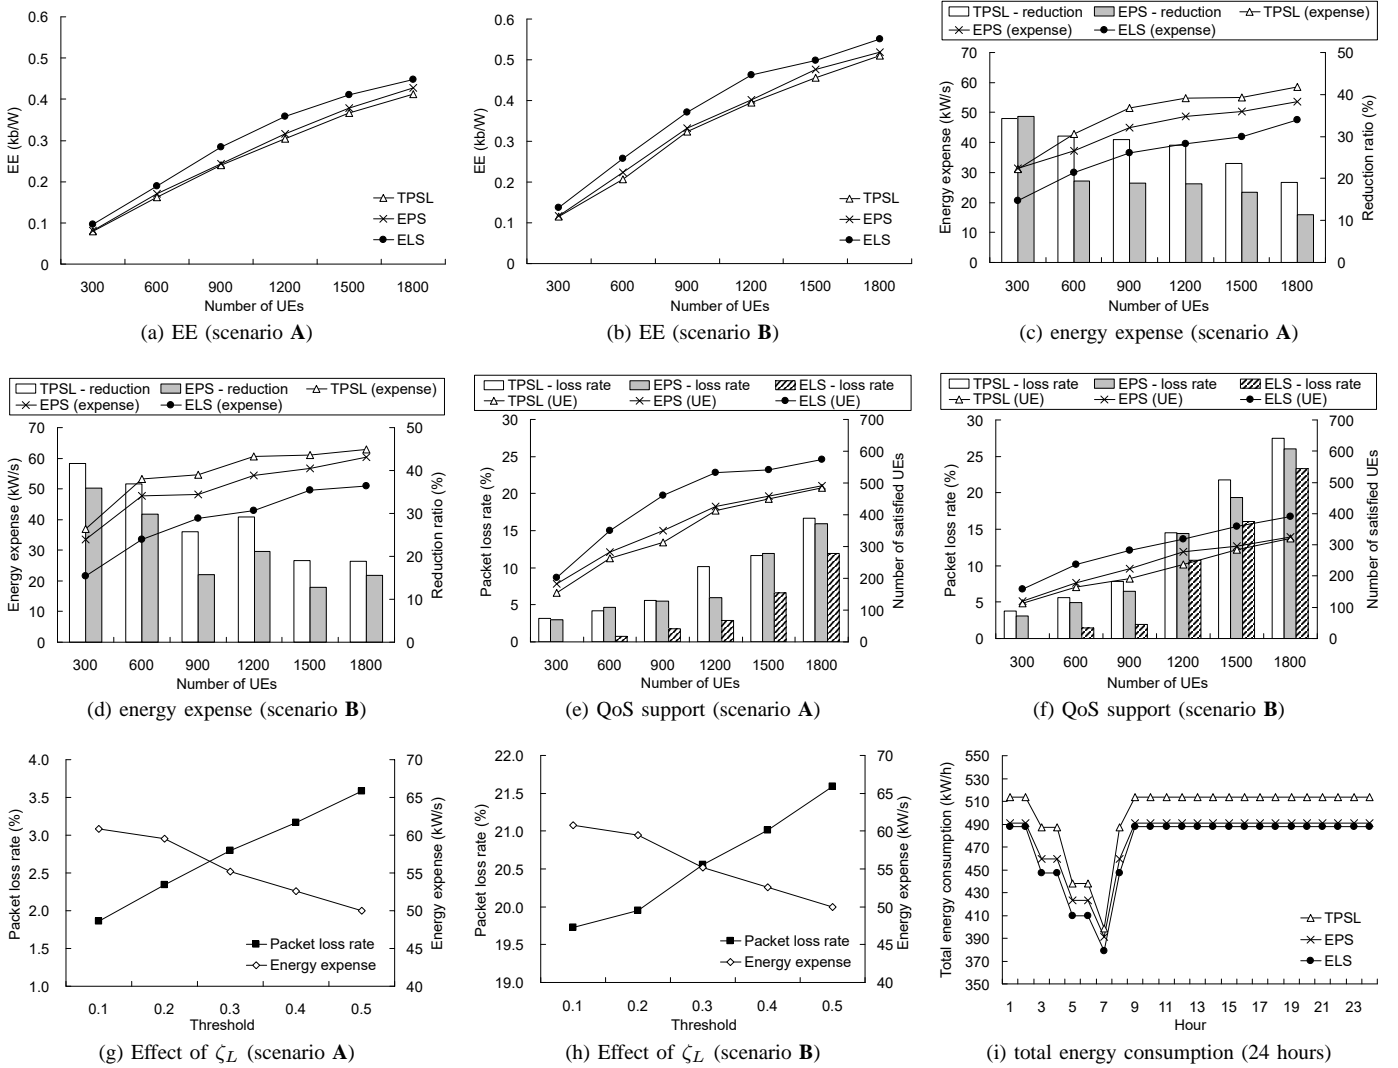 0.6
0.5
0.4
0.3
0.2
0.1
0
EE (kb/W)
TPSL
EPS
ELS
300 600 900 1200 1500 1800
Number of UEs
(a) EE (scenario A)
0.6
0.5
0.4
0.3
0.2
0.1
0.0
EE (kb/W)
TPSL
EPS
ELS
300 600 900 1200 1500 1800
Number of UEs
(b) EE (scenario B)
TPSL - reduction EPS - reduction TPSL (expense)
EPS (expense) ELS (expense)
70
60
50
40
30
20
10
0
Energy expense (kW/s)
50
40
30
20
10
0
Reduction ratio (%)
300 600 900 1200 1500 1800
Number of UEs
(c) energy expense (scenario A)
TPSL - reduction EPS - reduction TPSL (expense)
EPS (expense) ELS (expense)
70
60
50
40
30
20
10
0
Energy expense (kW/s)
50
40
30
20
10
0
Reduction ratio (%)
300 600 900 1200 1500 1800
Number of UEs
(d) energy expense (scenario B)
TPSL - loss rate EPS - loss rate ELS - loss rate
TPSL (UE) EPS (UE) ELS (UE)
30
25
20
15
10
5
0
Packet loss rate (%)
700
600
500
400
300
200
100
0
Number of satisfied UEs
300 600 900 1200 1500 1800
Number of UEs
(e) QoS support (scenario A)
TPSL - loss rate EPS - loss rate ELS - loss rate
TPSL (UE) EPS (UE) ELS (UE)
30
25
20
15
10
5
0
Packet loss rate (%)
700
600
500
400
300
200
100
0
Number of satisfied UEs
300 600 900 1200 1500 1800
Number of UEs
(f) QoS support (scenario B)
4.0
3.5
3.0
2.5
2.0
1.5
1.0
Packet loss rate (%)
70
65
60
55
50
45
40
Energy expense (kW/s)
Packet loss rate
Energy expense
0.1 0.2 0.3 0.4 0.5
Threshold
(g) Effect of ζL (scenario A)
22.0
21.5
21.0
20.5
20.0
19.5
19.0
Packet loss rate (%)
70
65
60
55
50
45
40
Energy expense (kW/s)
Packet loss rate
Energy expense
0.1 0.2 0.3 0.4 0.5
Threshold
(h) Effect of ζL (scenario B)
550
530
510
490
470
450
430
410
390
370
350
Total energy consumption (kW/h)
TPSL
EPS
ELS
1 3 5 7 9 11 13 15 17 19 21 23
Hour
(i) total energy consumption (24 hours)